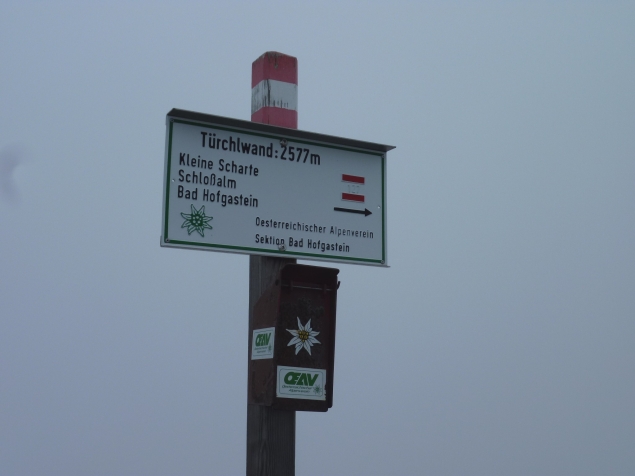 Türchlwand: 2577m
Kleine Scharte
Schloßalm
Bad Hofgastein
Oesterreichischer Alpenverein
Sektion Bad Hofgastein
OEAV
OEAV